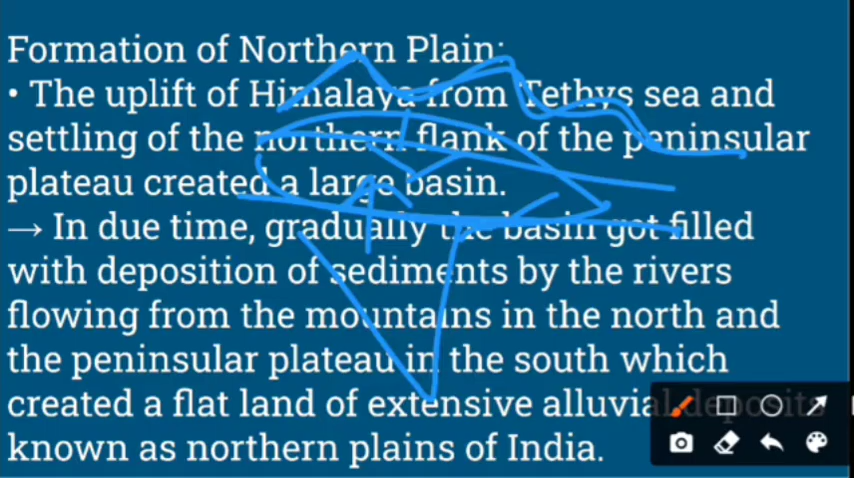 Formation of Northern Plain:
• The uplift of Himalaya from Tethys sea and
settling of the northern flank of the peninsular
plateau created a large basin.
→ In due time, gradually the basin got filled
with deposition of sediments by the rivers
flowing from the mountains in the north and
the peninsular plateau in the south which
created a flat land of extensive alluvial deposits
known as northern plains of India.